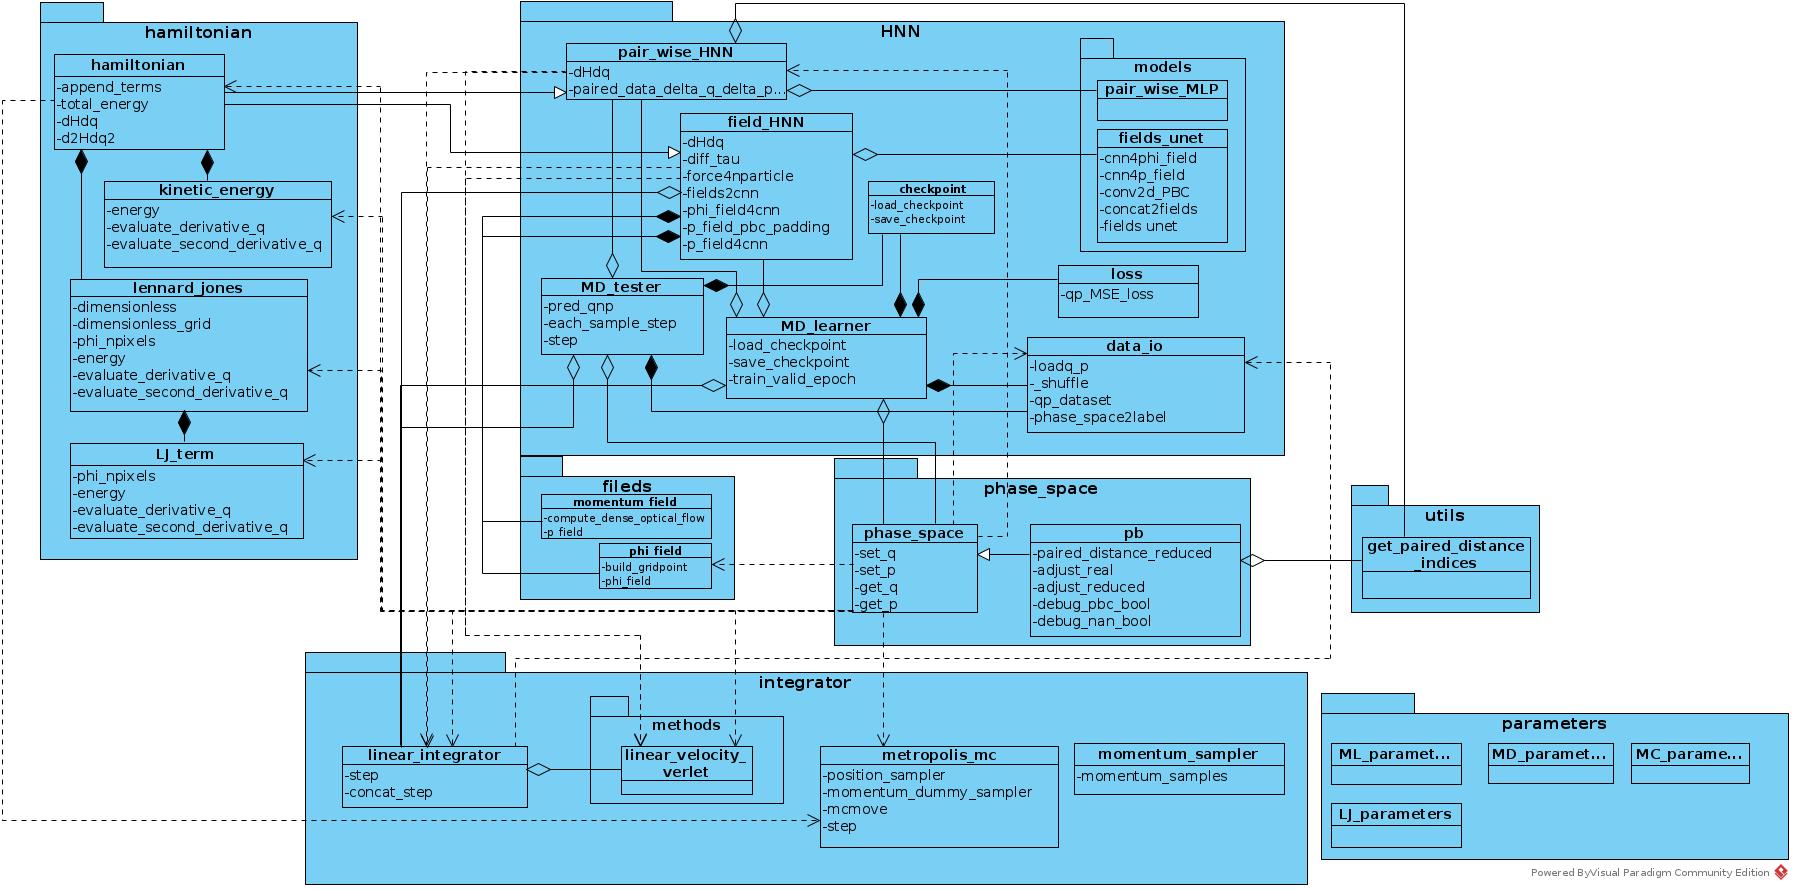 hamiltonian
hamiltonian
-append_terms
-total_energy
-dHdq
-d2Hdq2
kinetic_energy
-energy
-evaluate_derivative_q
-evaluate_second_derivative_q
lennard_jones
-dimensionless
-dimensionless_grid
-phi_npixels
-energy
-evaluate_derivative_q
-evaluate_second_derivative_q
LJ_term
-phi_npixels
-energy
-evaluate_derivative_q
-evaluate_second_derivative_q
HNN
pair_wise_HNN
-dHdq
-paired_data_delta_q_delta_p...
field_HNN
-dHdq
-diff_tau
-force4nparticle
-fields2cnn
-phi_field4cnn
-p_field_pbc_padding
-p_field4cnn
checkpoint
-load_checkpoint
-save_checkpoint
models
pair_wise_MLP
fields_unet
-cnn4phi_field
-cnn4p_field
-conv2d_PBC
-concat2fields
-fields unet
MD_tester
-pred_qnp
-each_sample_step
-step
MD_learner
-load_checkpoint
-save_checkpoint
-train_valid_epoch
loss
-qp_MSE_loss
data_io
-loadq_p
-_shuffle
-qp_dataset
-phase_space2label
fileds
momentum field
-compute_dense_optical_flow
-p_field
phi field
-build_gridpoint
-phi_field
phase_space
phase_space
-set_q
-set_p
-get_q
-get_p
pb
-paired_distance_reduced
-adjust_real
-adjust_reduced
-debug_pbc_bool
-debug_nan_bool
utils
get_paired_distance
_indices
integrator
linear_integrator
-step
-concat_step
methods
linear_velocity_
verlet
metropolis_mc
-position_sampler
-momentum_dummy_sampler
-mcmove
-step
momentum_sampler
-momentum_samples
parameters
ML_paramet...
MD_paramet...
MC_parame...
LJ_parameters
Powered ByVisual Paradigm Community Edition